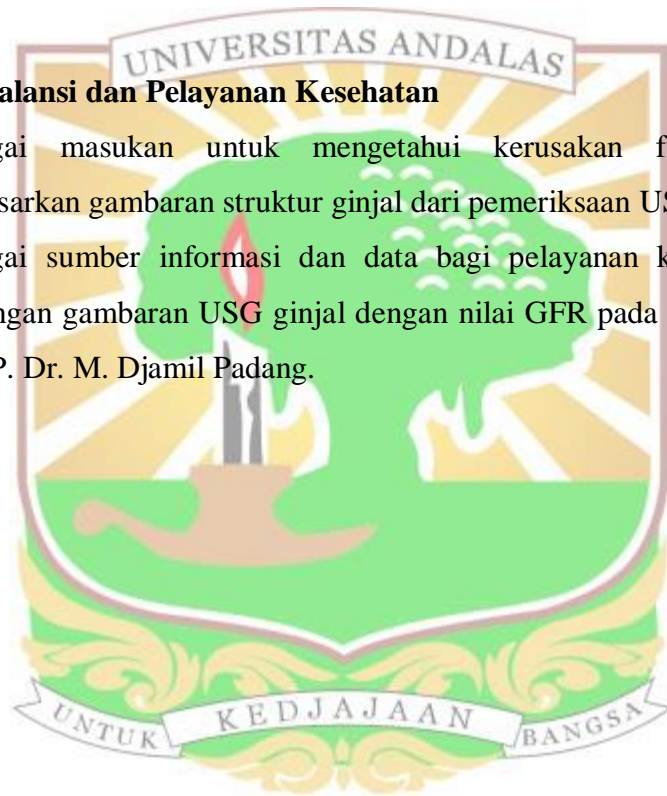 UNIVERSITAS ANDALAS
alansi dan Pelayanan Kesehatan
gai masukan untuk mengetahui kerusakan f
sarkan gambaran struktur ginjal dari pemeriksaan US
gai sumber informasi dan data bagi pelayanan k
ngan gambaran USG ginjal dengan nilai GFR pada
P. Dr. M. Djamil Padang.
UNTUK KEDJAJAAN BANGSA